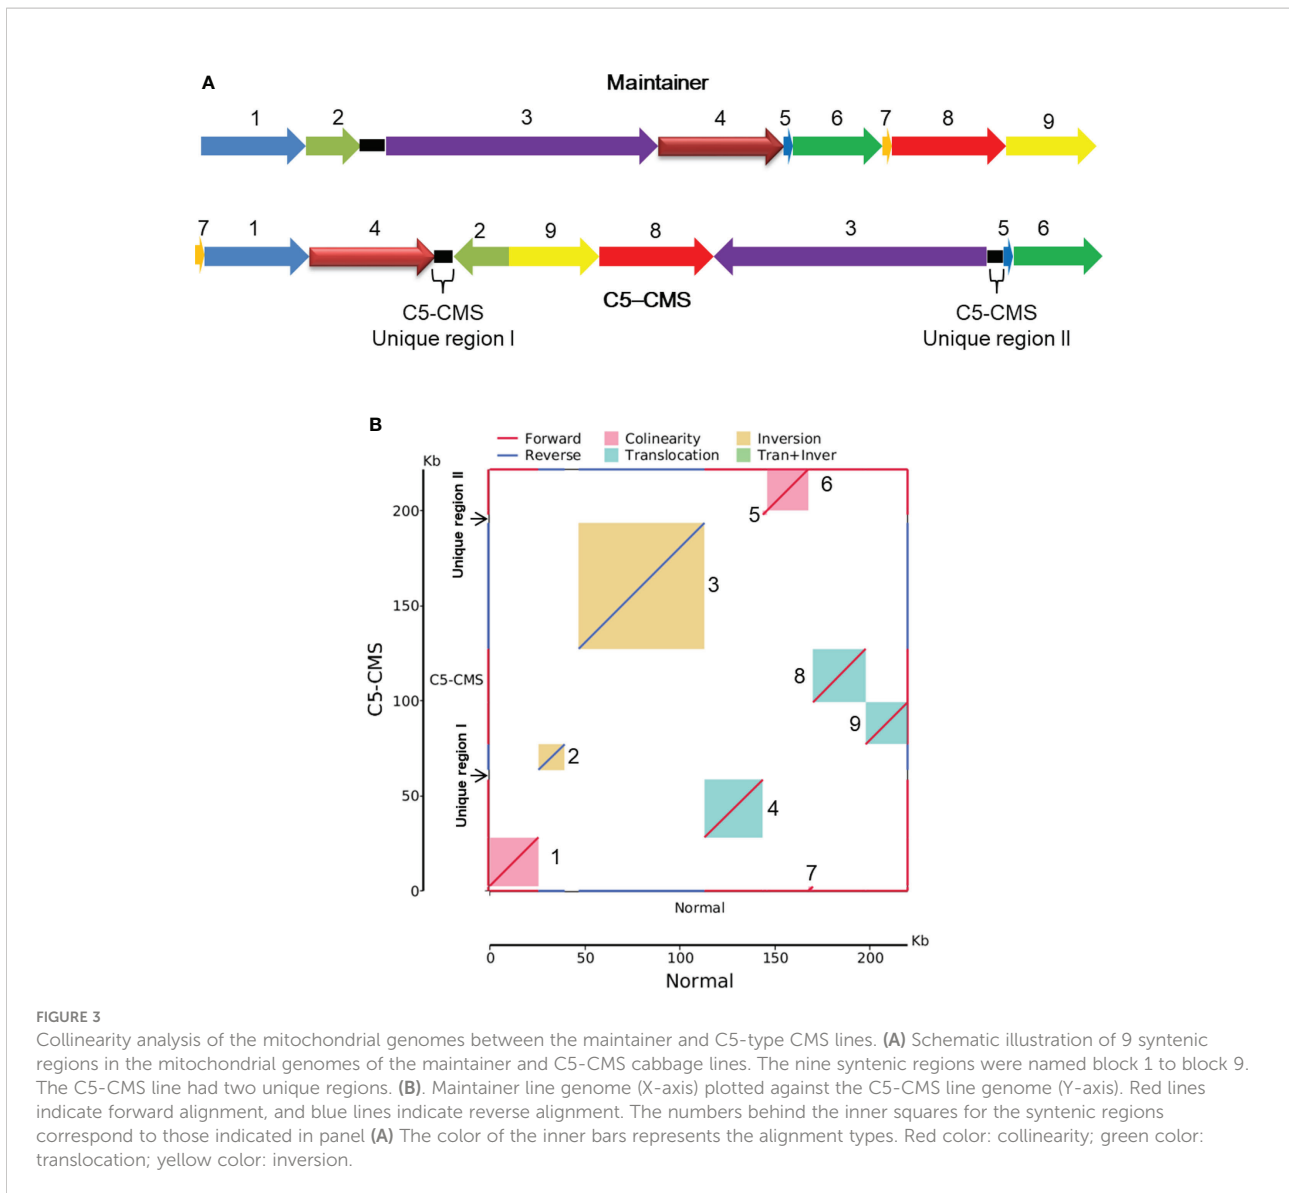 A
Maintainer
1 2 3 4 5 6 7 8 9
7 1 4 2 9 8 3 5 6
C5-CMS
Unique region I
C5–CMS
C5-CMS
Unique region II
B
Forward Colinearity Inversion
Reverse Translocation Tran+Inver
Kb
200
150
100
50
0
C5-CMS
Unique region II
Unique region I
C5-CMS
6
5
3
8
9
2
4
1
7
Normal
Kb
0 50 100 150 200
Normal
FIGURE 3
Collinearity analysis of the mitochondrial genomes between the maintainer and C5-type CMS lines. (A) Schematic illustration of 9 syntenic
regions in the mitochondrial genomes of the maintainer and C5-CMS cabbage lines. The nine syntenic regions were named block 1 to block 9.
The C5-CMS line had two unique regions. (B). Maintainer line genome (X-axis) plotted against the C5-CMS line genome (Y-axis). Red lines
indicate forward alignment, and blue lines indicate reverse alignment. The numbers behind the inner squares for the syntenic regions
correspond to those indicated in panel (A) The color of the inner bars represents the alignment types. Red color: collinearity; green color:
translocation; yellow color: inversion.